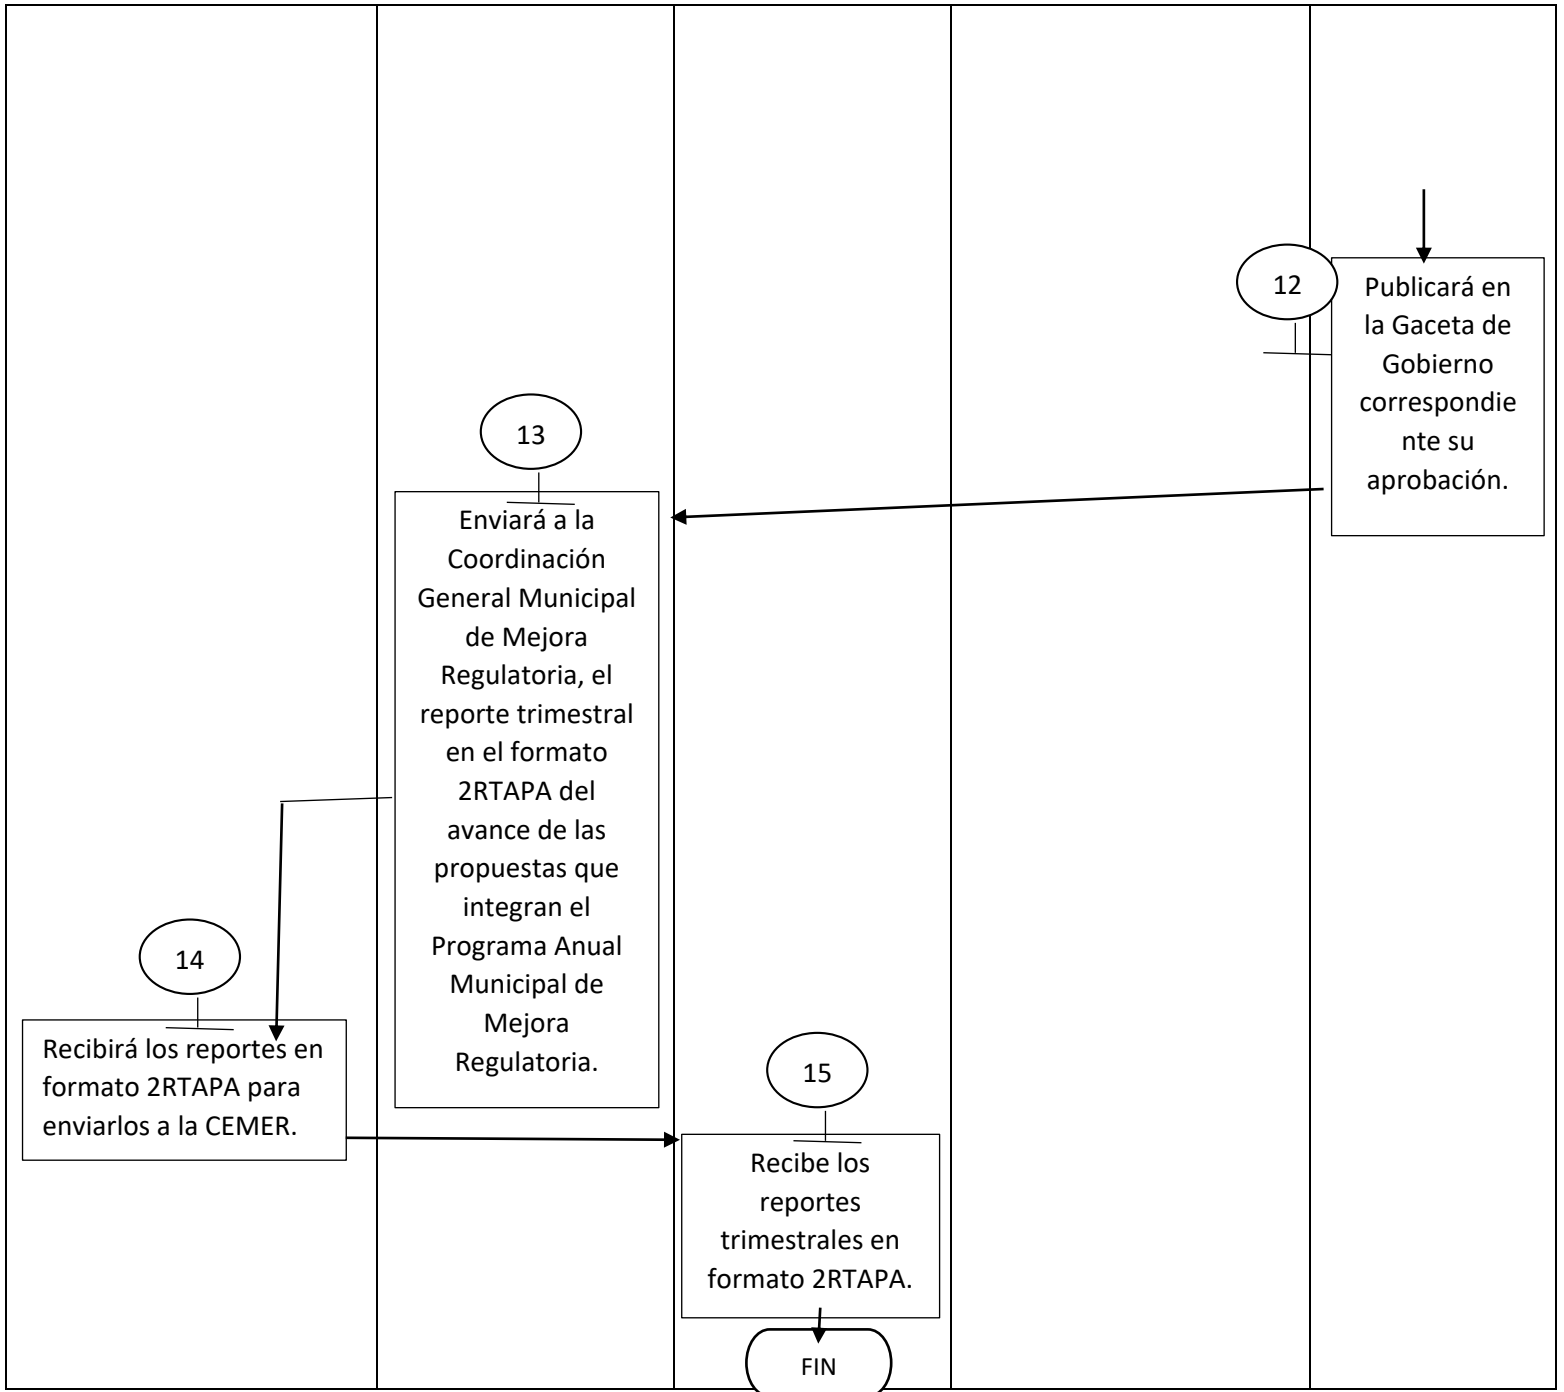 12
Publicará en
la Gaceta de
Gobierno
correspondie
nte su
aprobación.
13
Enviará a la
Coordinación
General Municipal
de Mejora
Regulatoria, el
reporte trimestral
en el formato
2RTAPA del
avance de las
propuestas que
integran el
Programa Anual
Municipal de
Mejora
Regulatoria.
14
Recibirá los reportes en
formato 2RTAPA para
enviarlos a la CEMER.
15
Recibe los
reportes
trimestrales en
formato 2RTAPA.
FIN